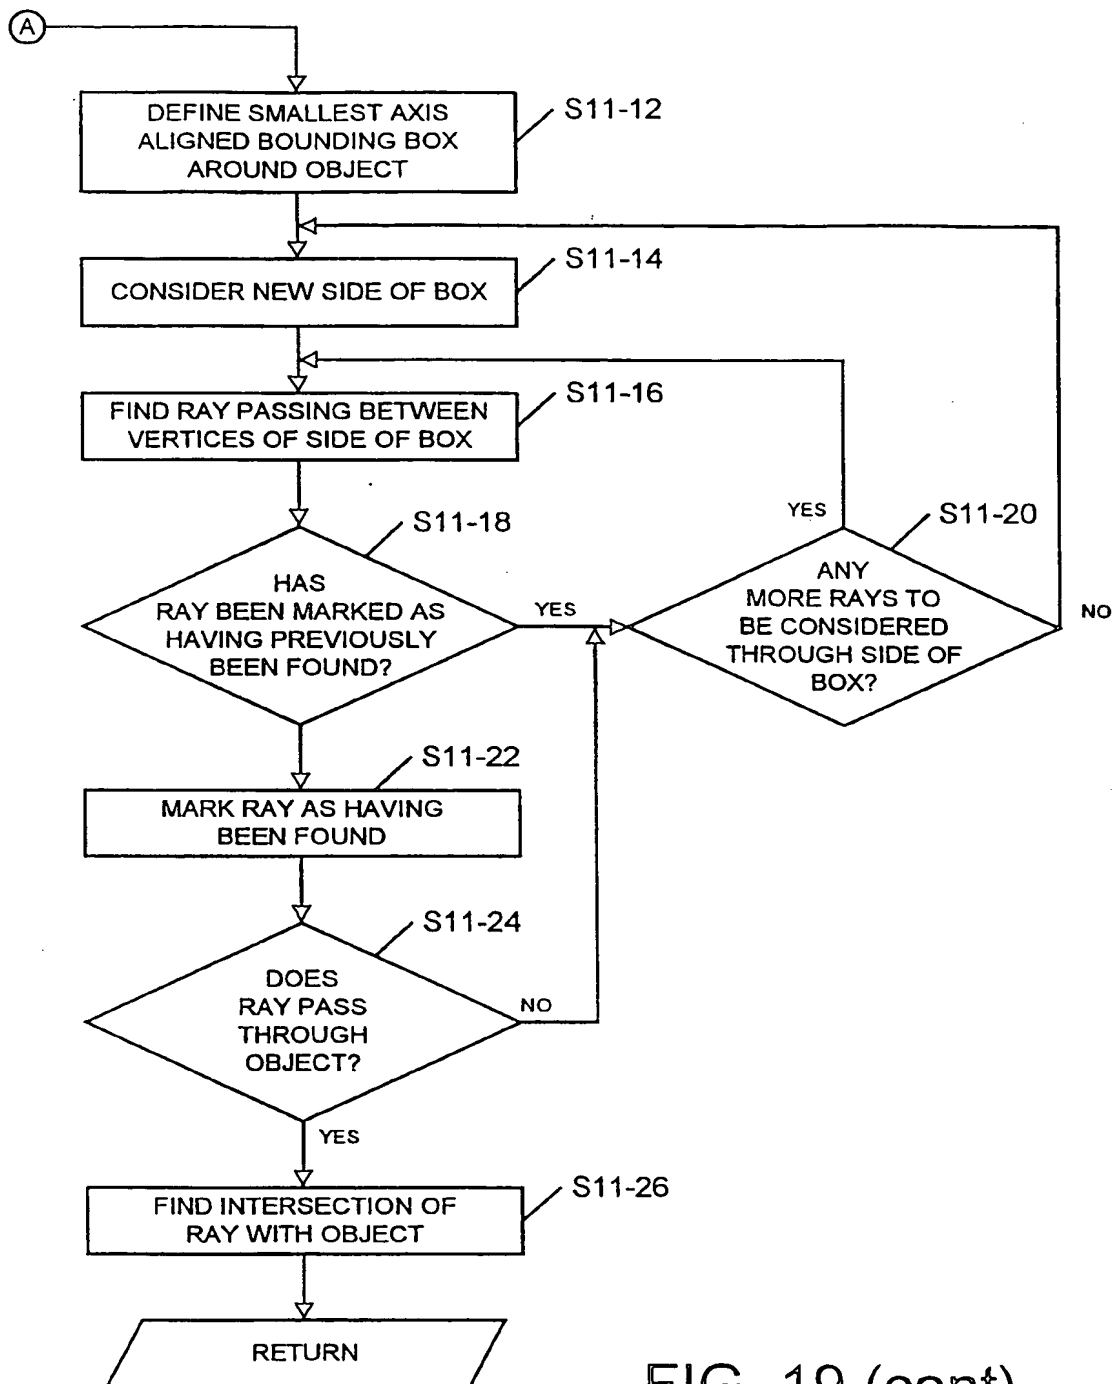 A
DEFINE SMALLEST AXIS
ALIGNED BOUNDING BOX
AROUND OBJECT
S11-12
CONSIDER NEW SIDE OF BOX
S11-14
FIND RAY PASSING BETWEEN
VERTICES OF SIDE OF BOX
S11-16
HAS
RAY BEEN MARKED AS
HAVING PREVIOUSLY
BEEN FOUND?
S11-18
YES
ANY
MORE RAYS TO
BE CONSIDERED
THROUGH SIDE OF
BOX?
S11-20
YES
NO
MARK RAY AS HAVING
BEEN FOUND
S11-22
DOES
RAY PASS
THROUGH
OBJECT?
S11-24
NO
YES
FIND INTERSECTION OF
RAY WITH OBJECT
S11-26
RETURN
FIG. 19 (cont)